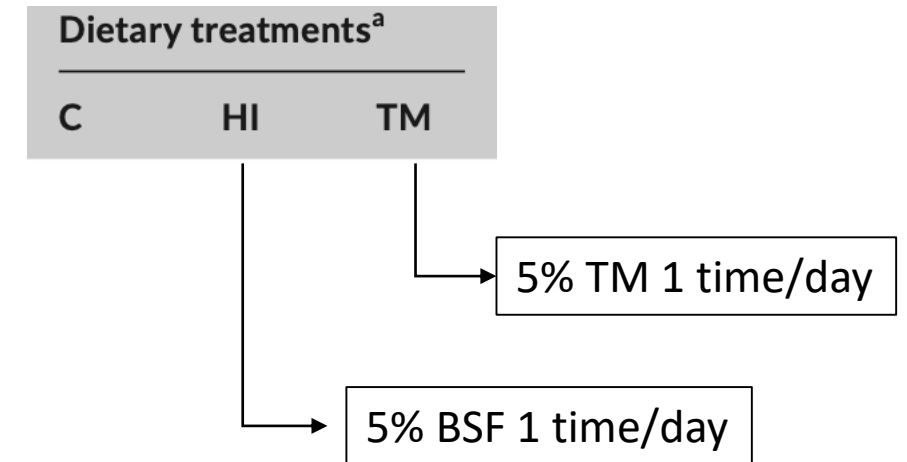 Dietary treatmentsᵃ
C HI TM
5% TM 1 time/day
5% BSF 1 time/day